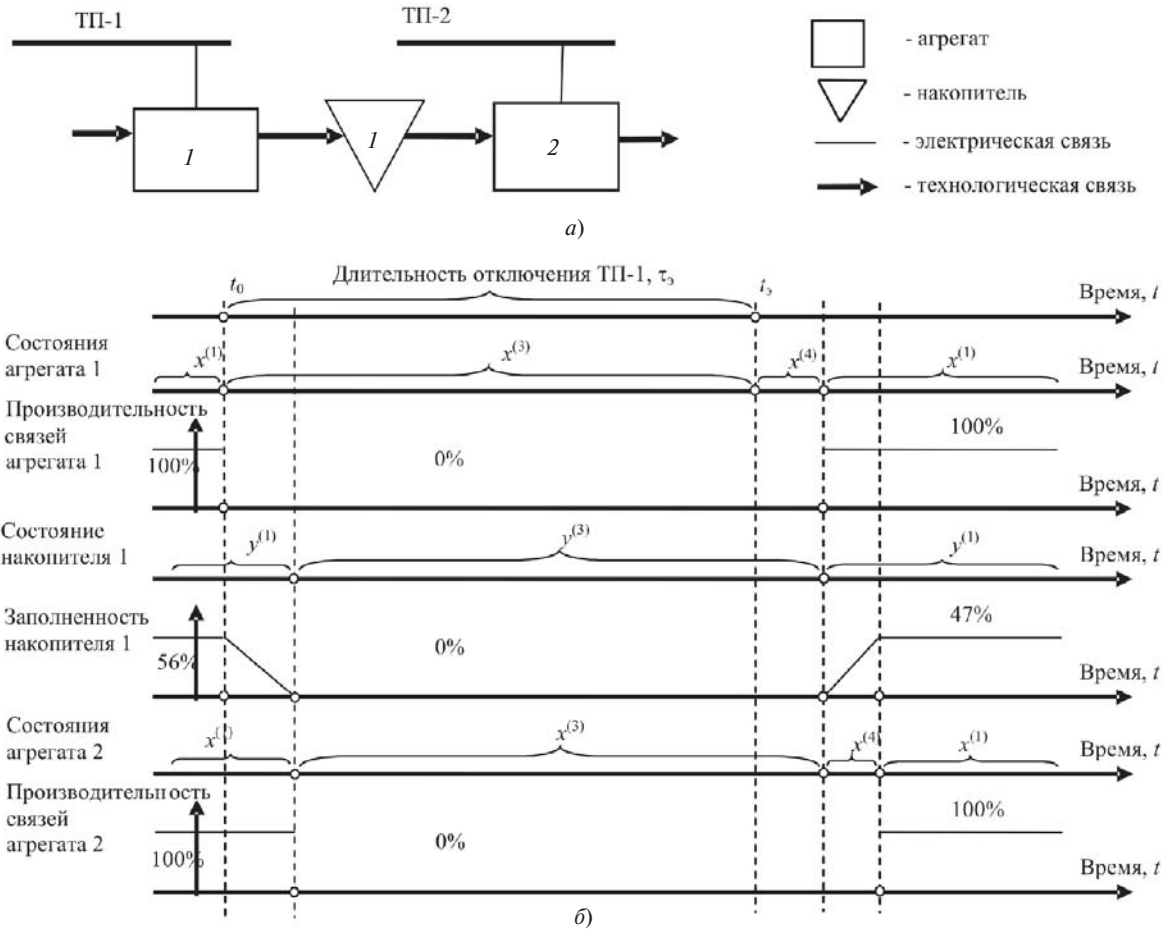 ТП-1
ТП-2
- агрегат
- накопитель
- электрическая связь
- технологическая связь
1
1
2
а)
Длительность отключения ТП-1, τэ
t0
tэ
Время, t
Состояния
агрегата 1
x(1)
x(3)
x(4)
x(1)
Время, t
Производительность
связей
агрегата 1
100%
0%
100%
Время, t
Состояние
накопителя 1
y(1)
y(3)
y(1)
Время, t
Заполненность
накопителя 1
56%
0%
47%
Время, t
Состояния
агрегата 2
x(1)
x(3)
x(4)
x(1)
Время, t
Производительность
связей
агрегата 2
100%
0%
100%
Время, t
б)